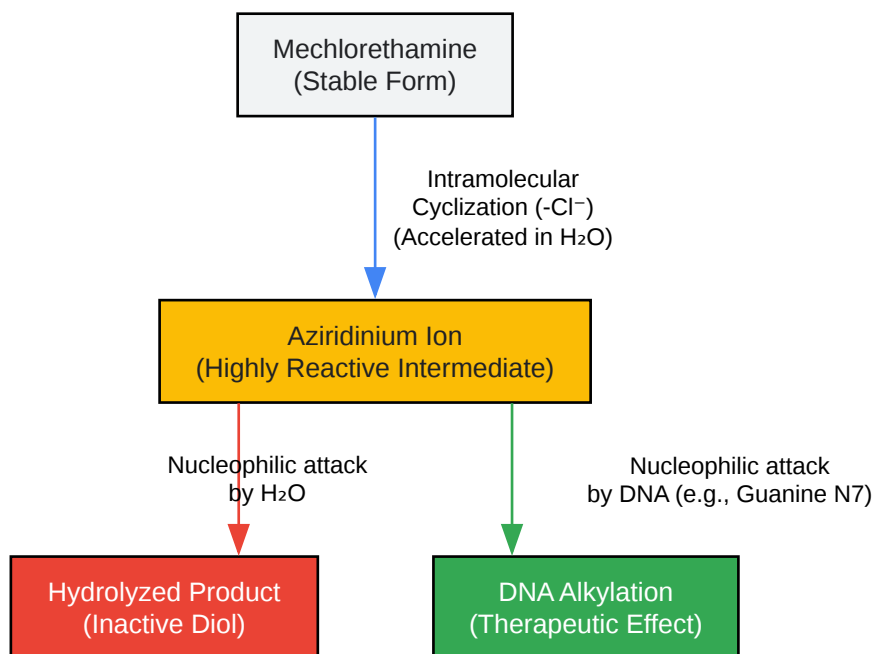 Mechlorethamine
(Stable Form)
Intramolecular
Cyclization (-Cl⁻)
(Accelerated in H₂O)
Aziridinium Ion
(Highly Reactive Intermediate)
Nucleophilic attack
by H₂O
Nucleophilic attack
by DNA (e.g., Guanine N7)
Hydrolyzed Product
(Inactive Diol)
DNA Alkylation
(Therapeutic Effect)